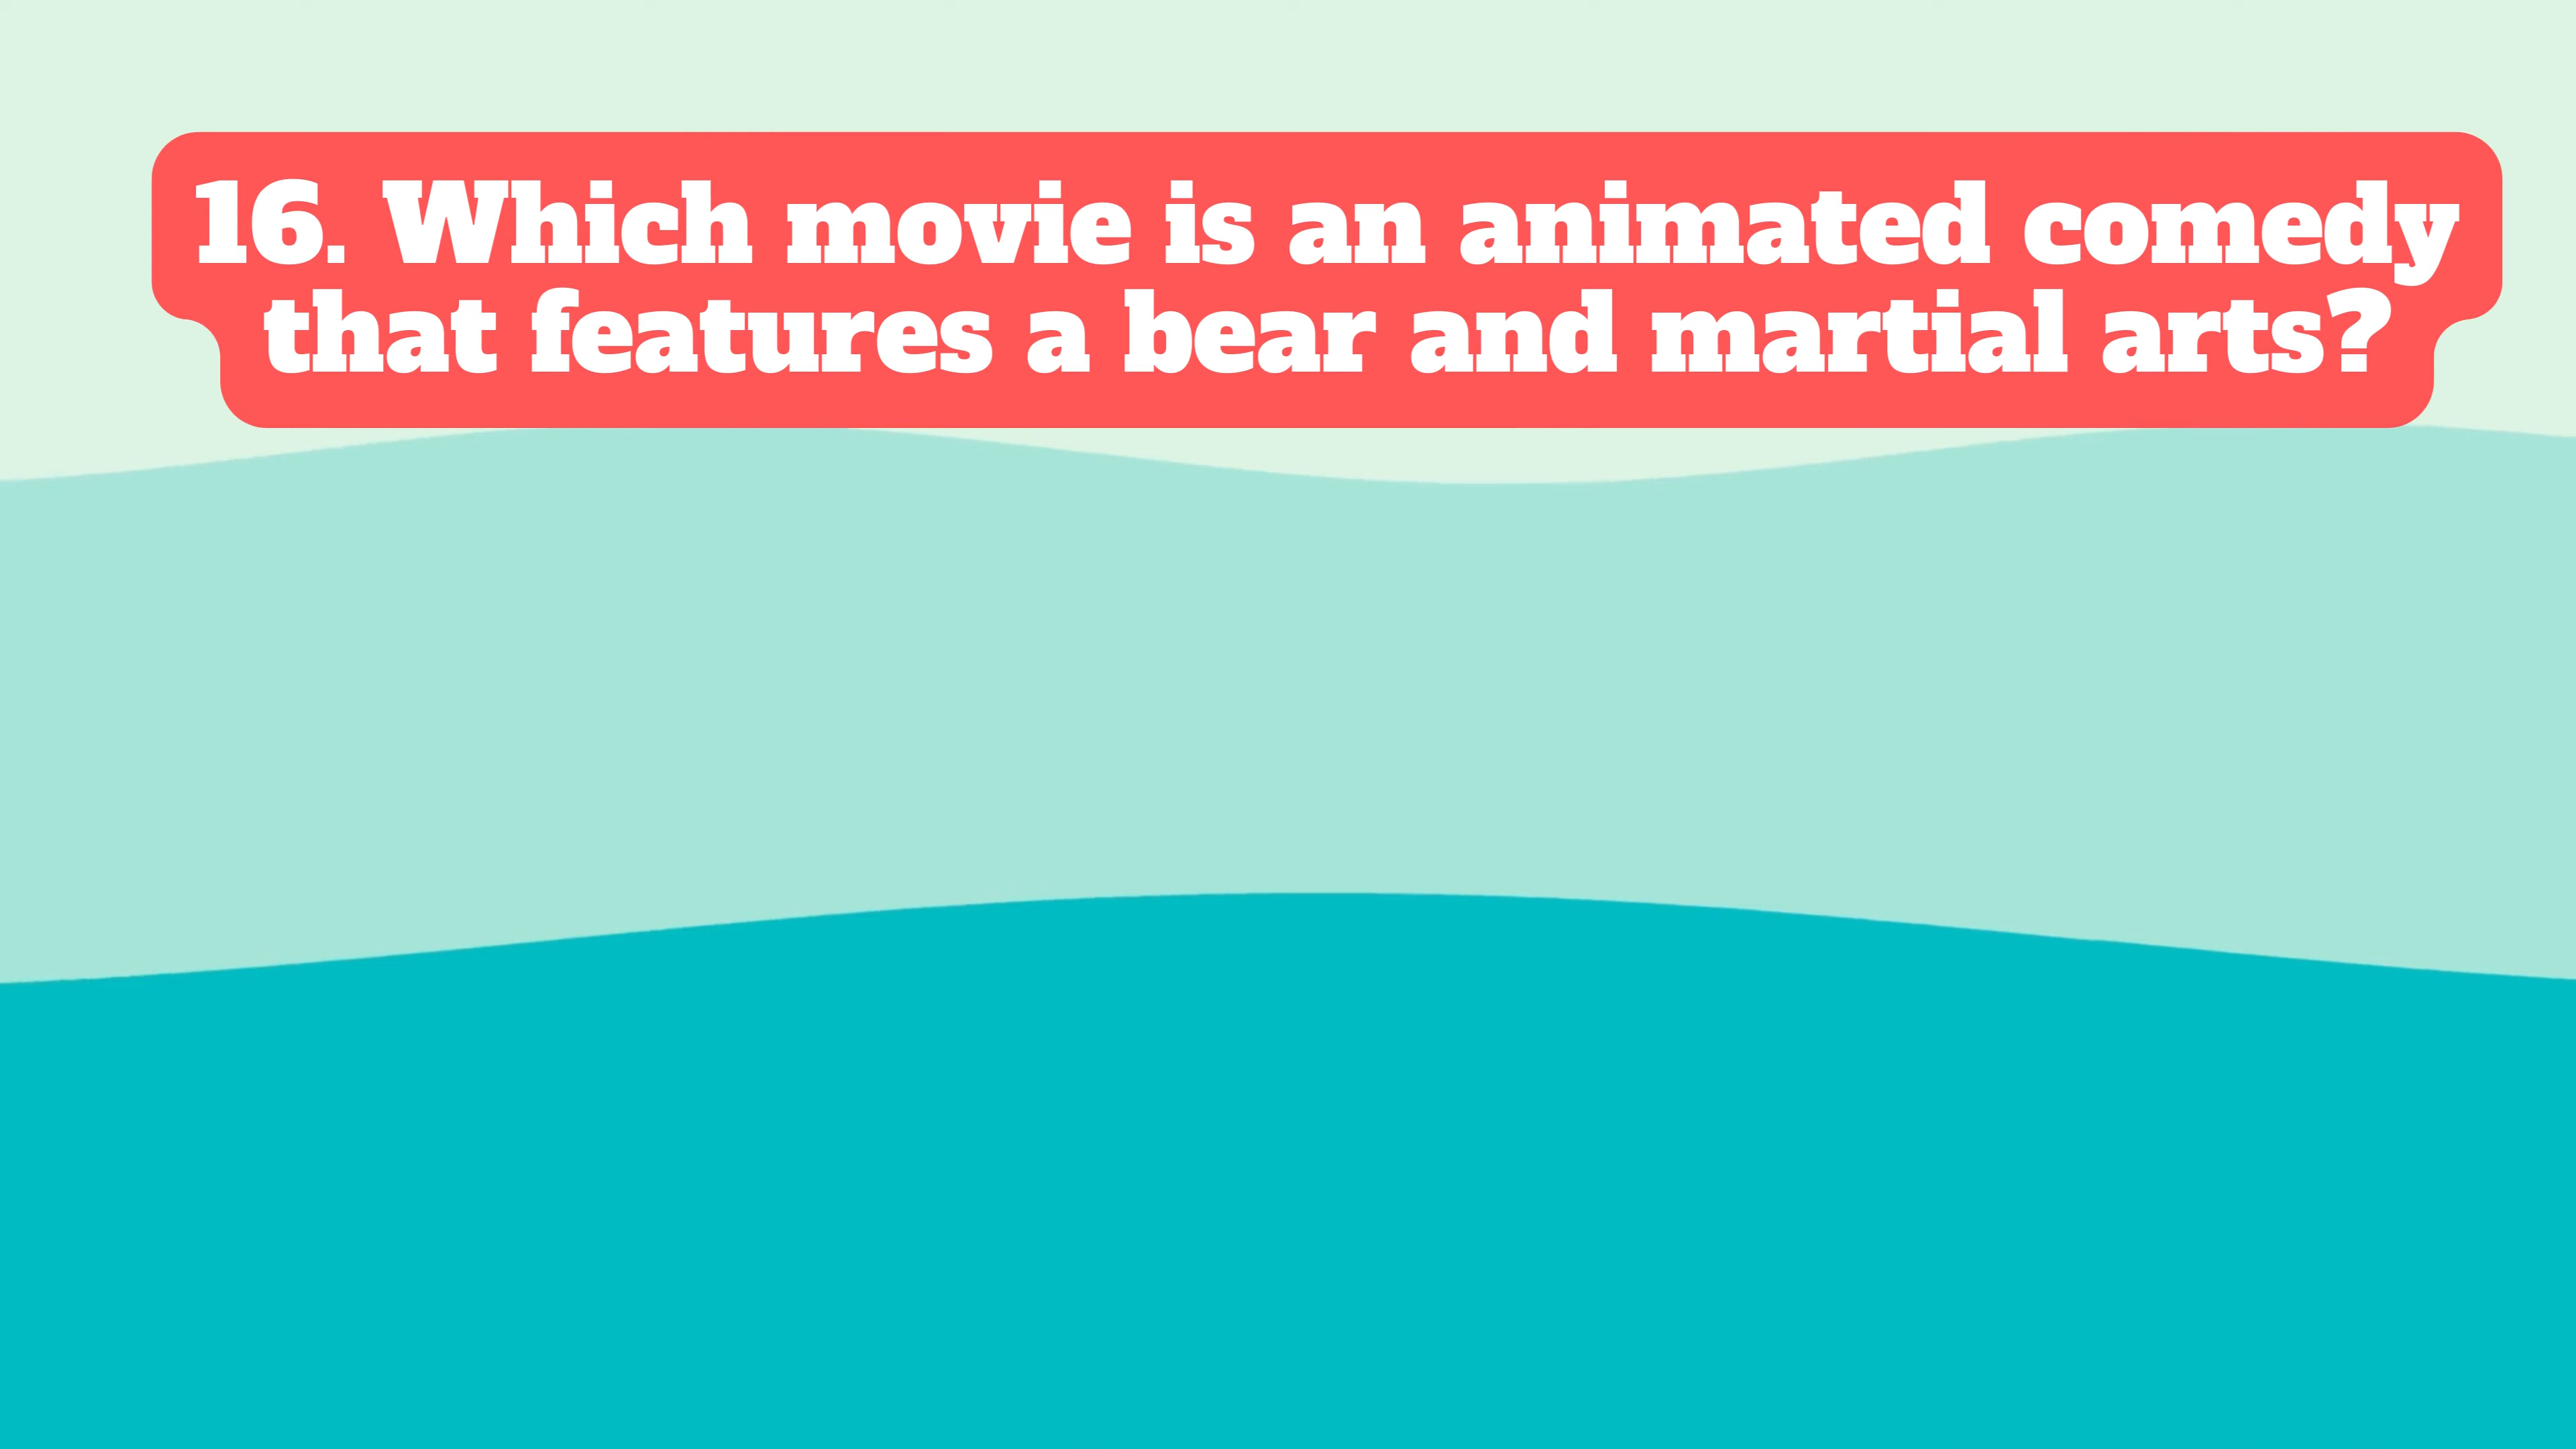 16. Which movie is an animated comedy
that features a bear and martial arts?